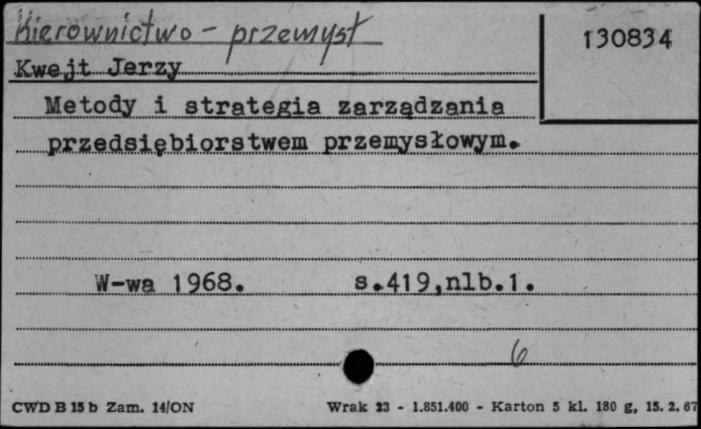 Kierownictwo - przemysł
130834
Kwejt Jerzy
Metody i strategia zarządzania
przedsiębiorstwem przemysłowym.
W-wa 1968. s.419,nlb.1.
6
CWD B 15 b Zam. 14/ON Wrak 23 - 1.851.400 - Karton 5 kl. 180 g, 15. 2. 67